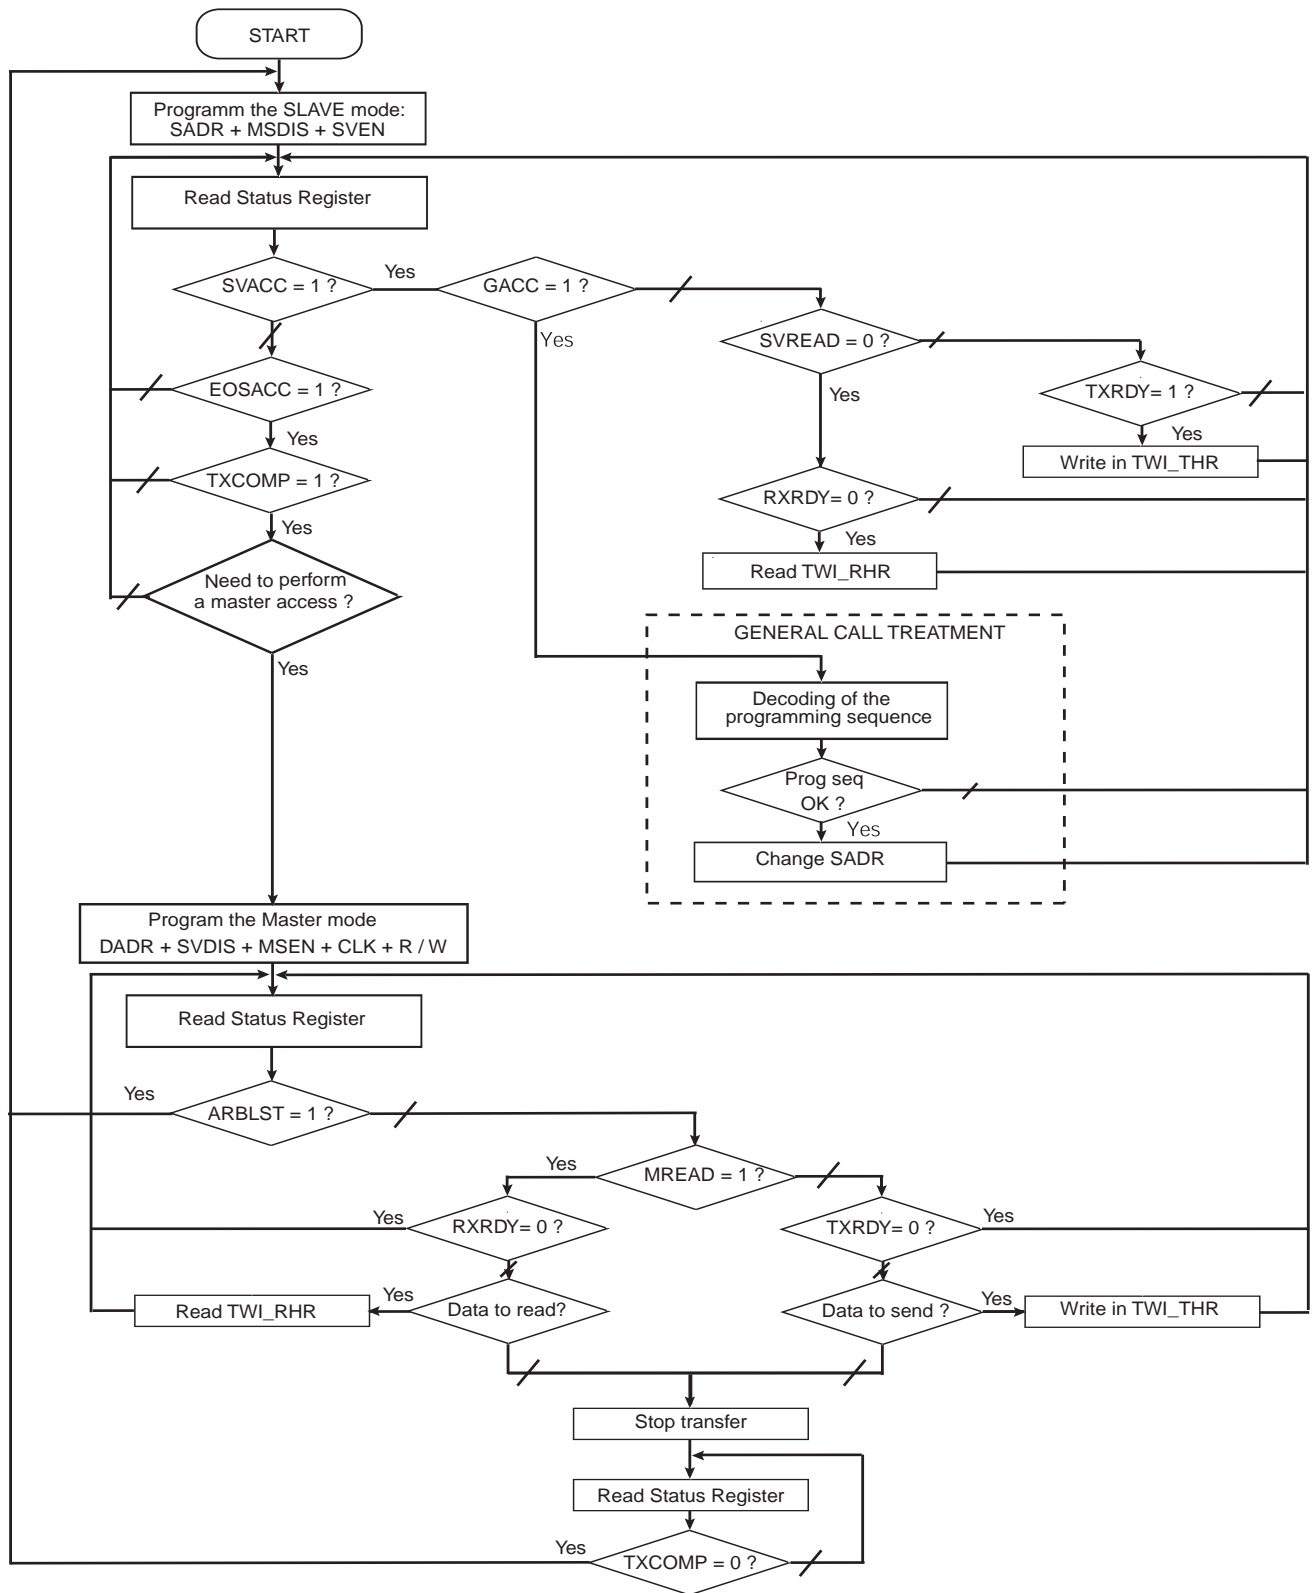 START
Programm the SLAVE mode:
SADR + MSDIS + SVEN
Read Status Register
SVACC = 1 ?
Yes
GACC = 1 ?
Yes
SVREAD = 0 ?
EOSACC = 1 ?
Yes
TXRDY= 1 ?
Yes
Yes
Write in TWI_THR
TXCOMP = 1 ?
RXRDY= 0 ?
Yes
Yes
Need to perform
a master access ?
Read TWI_RHR
GENERAL CALL TREATMENT
Yes
Decoding of the
programming sequence
Prog seq
OK ?
Yes
Change SADR
Program the Master mode
DADR + SVDIS + MSEN + CLK + R / W
Read Status Register
Yes
ARBLST = 1 ?
Yes
MREAD = 1 ?
Yes
RXRDY= 0 ?
TXRDY= 0 ?
Yes
Read TWI_RHR
Yes
Data to read?
Data to send ?
Yes
Write in TWI_THR
Stop transfer
Read Status Register
Yes
TXCOMP = 0 ?